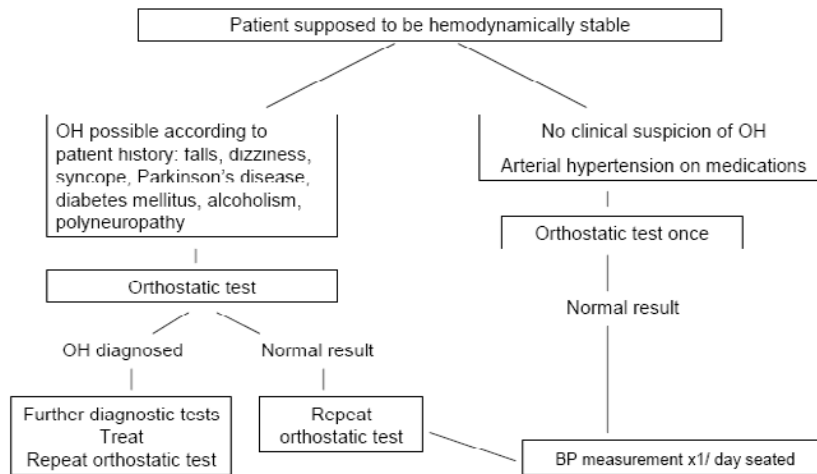 Patient supposed to be hemodynamically stable
OH possible according to
patient history: falls, dizziness,
syncope, Parkinson's disease,
diabetes mellitus, alcoholism,
polyneuropathy
No clinical suspicion of OH
Arterial hypertension on medications
Orthostatic test once
Orthostatic test
Normal result
OH diagnosed
Normal result
Further diagnostic tests
Treat
Repeat orthostatic test
Repeat
orthostatic test
BP measurement x1/ day seated